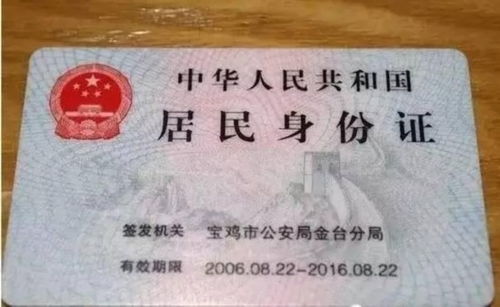 中华人民共和国
居民身份证
签发机关 宝鸡市公安局金台分局
有效期限 2006.08.22-2016.08.22